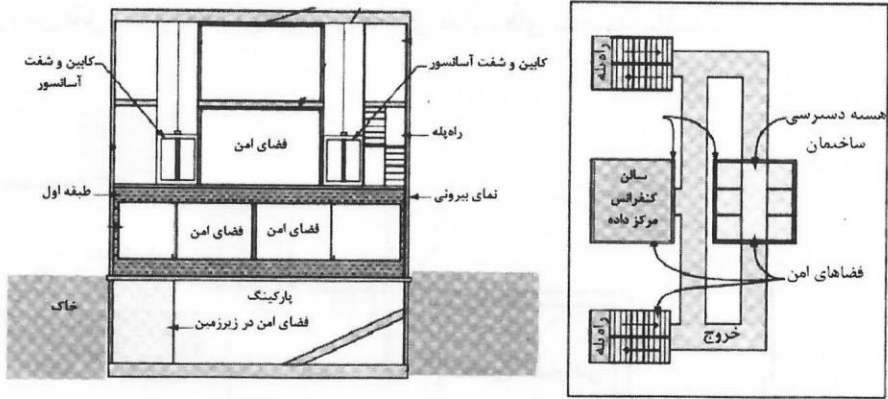 کابین و شفت
آسانسور
کابین و شفت آسانسور
راه‌پله
فضای امن
طبقه اول
نمای بیرونی
فضای امن
فضای امن
خاک
پارکینگ
فضای امن در زیرزمین
راه‌پله
هسته دسترسی
ساختمان
سالن
کنفرانس
مرکز داده
فضاهای امن
خروج
راه‌پله